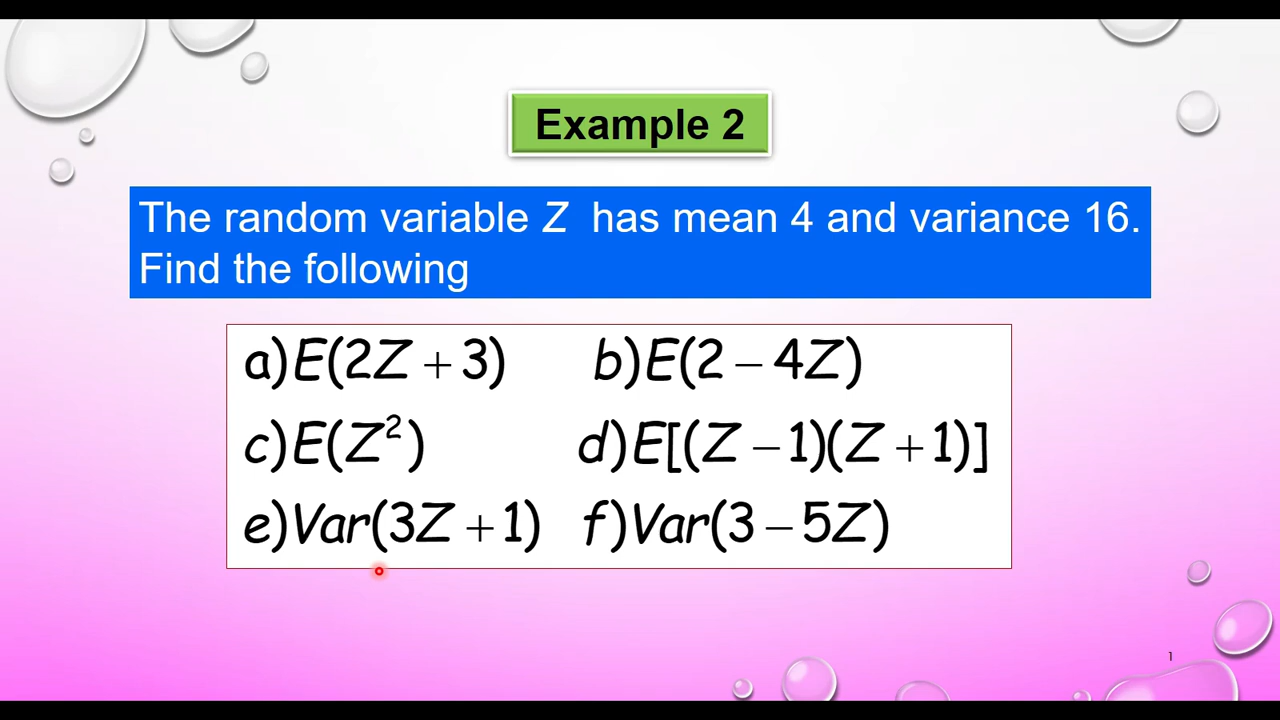 Example 2
The random variable Z has mean 4 and variance 16.
Find the following
a)E(2Z + 3) b)E(2 − 4Z)
c)E(Z²) d)E[(Z − 1)(Z + 1)]
e)Var(3Z + 1) f)Var(3 − 5Z)
1